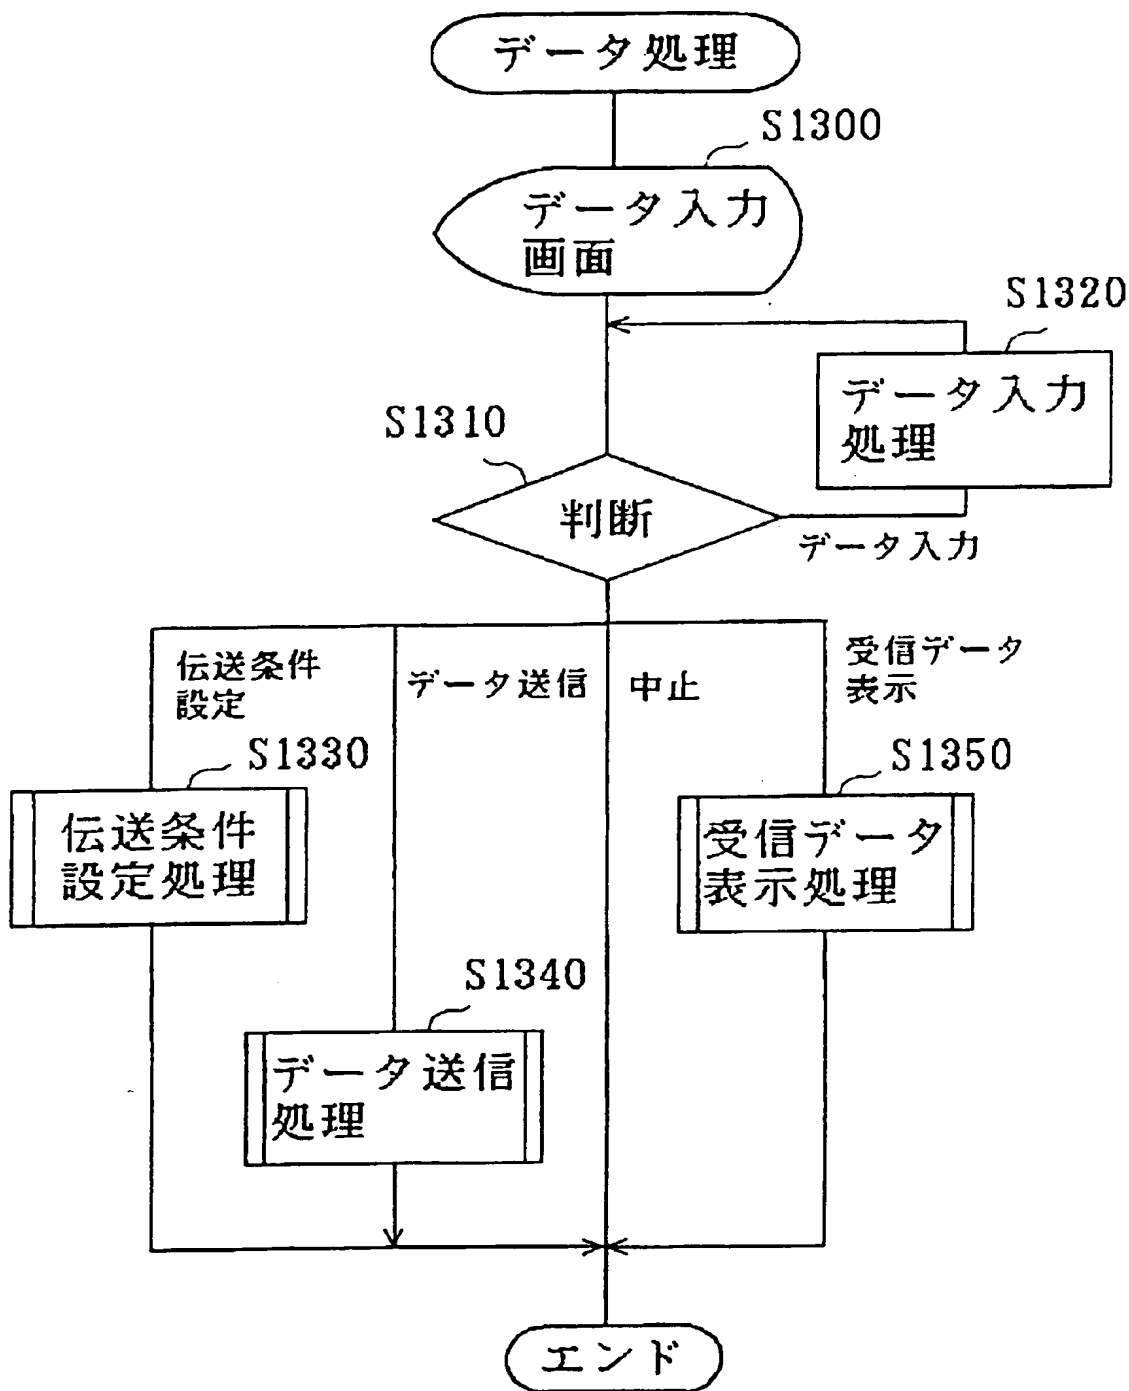 データ処理
S1300
データ入力
画面
S1320
データ入力
処理
S1310
判断
データ入力
伝送条件
設定
データ送信
中止
受信データ
表示
S1330
伝送条件
設定処理
S1350
受信データ
表示処理
S1340
データ送信
処理
エンド